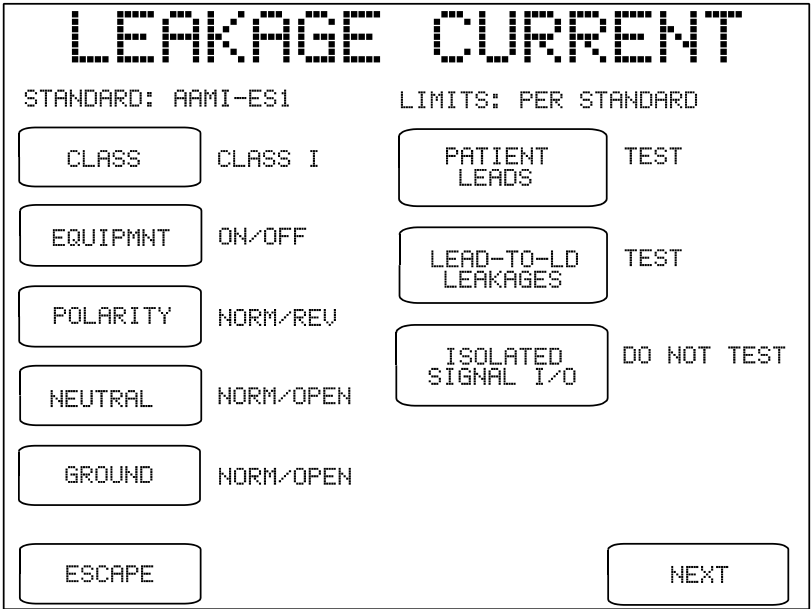 LEAKAGE CURRENT
STANDARD: AAMI-ES1
LIMITS: PER STANDARD
CLASS
CLASS I
EQUIPMNT
ON/OFF
POLARITY
NORM/REV
NEUTRAL
NORM/OPEN
GROUND
NORM/OPEN
PATIENT
LEADS
TEST
LEAD-TO-LD
LEAKAGES
TEST
ISOLATED
SIGNAL I/O
DO NOT TEST
ESCAPE
NEXT